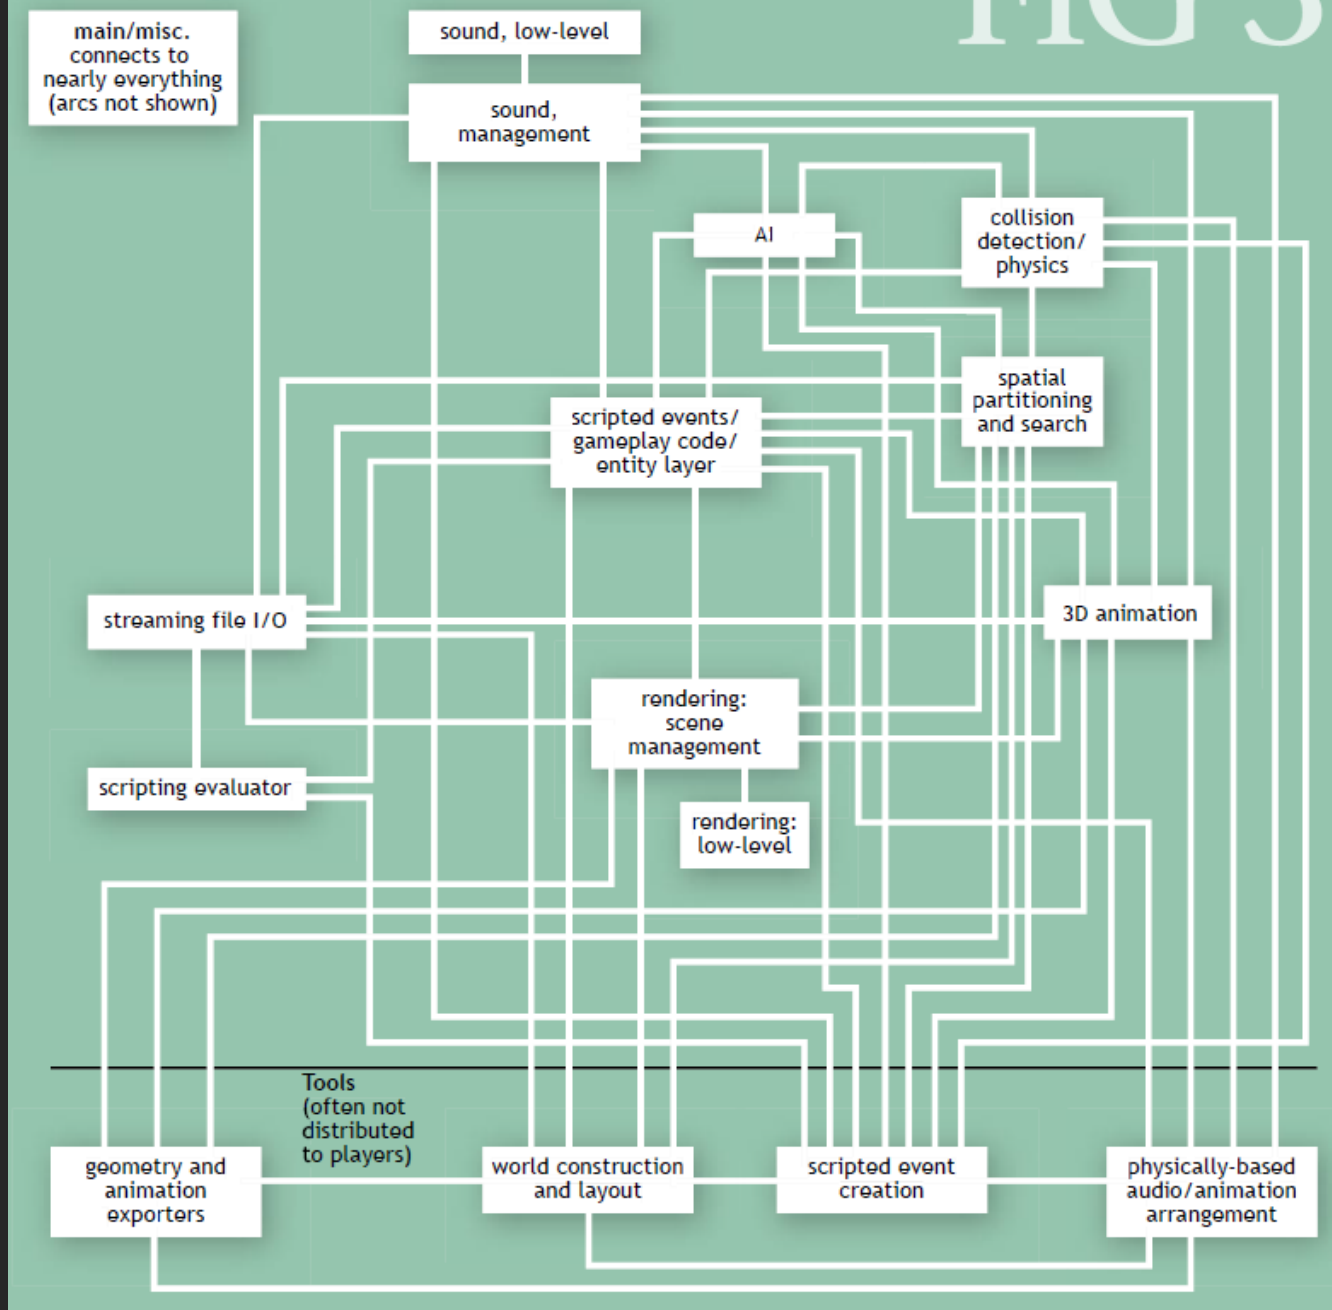 FIG 3
main/misc.
connects to
nearly everything
(arcs not shown)
sound, low-level
sound,
management
AI
collision
detection/
physics
spatial
partitioning
and search
scripted events/
gameplay code/
entity layer
streaming file I/O
3D animation
rendering:
scene
management
scripting evaluator
rendering:
low-level
Tools
(often not
distributed
to players)
geometry and
animation
exporters
world construction
and layout
scripted event
creation
physically-based
audio/animation
arrangement